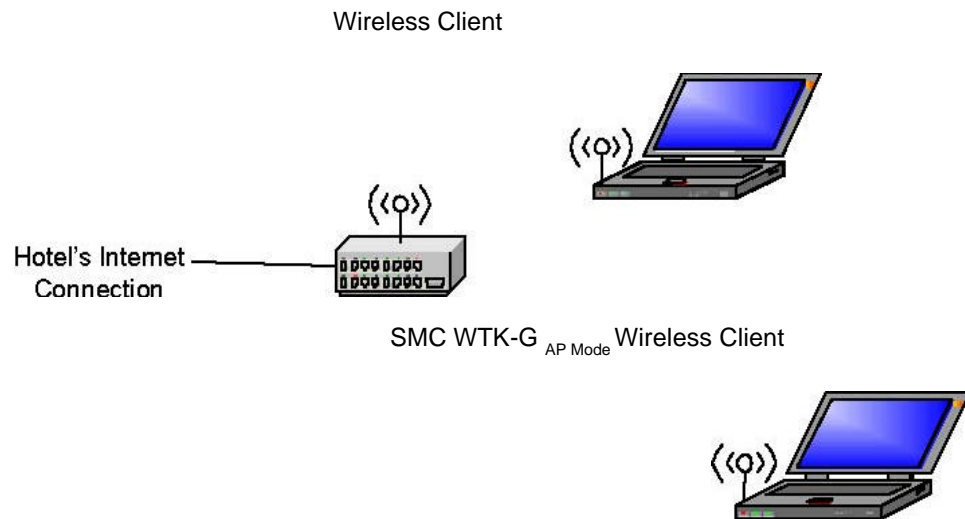 Wireless Client
Hotel's Internet
Connection
SMC WTK-G AP Mode Wireless Client